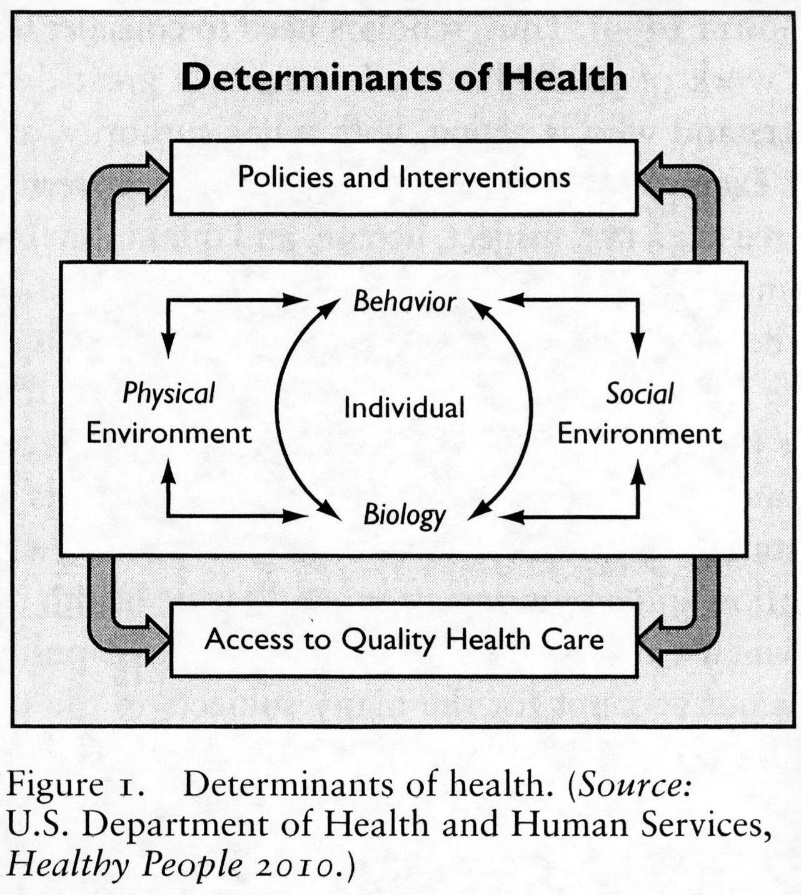 Determinants of Health
Policies and Interventions
Behavior
Physical
Environment
Individual
Social
Environment
Biology
Access to Quality Health Care
Figure 1. Determinants of health. (Source:
U.S. Department of Health and Human Services,
Healthy People 2010.)